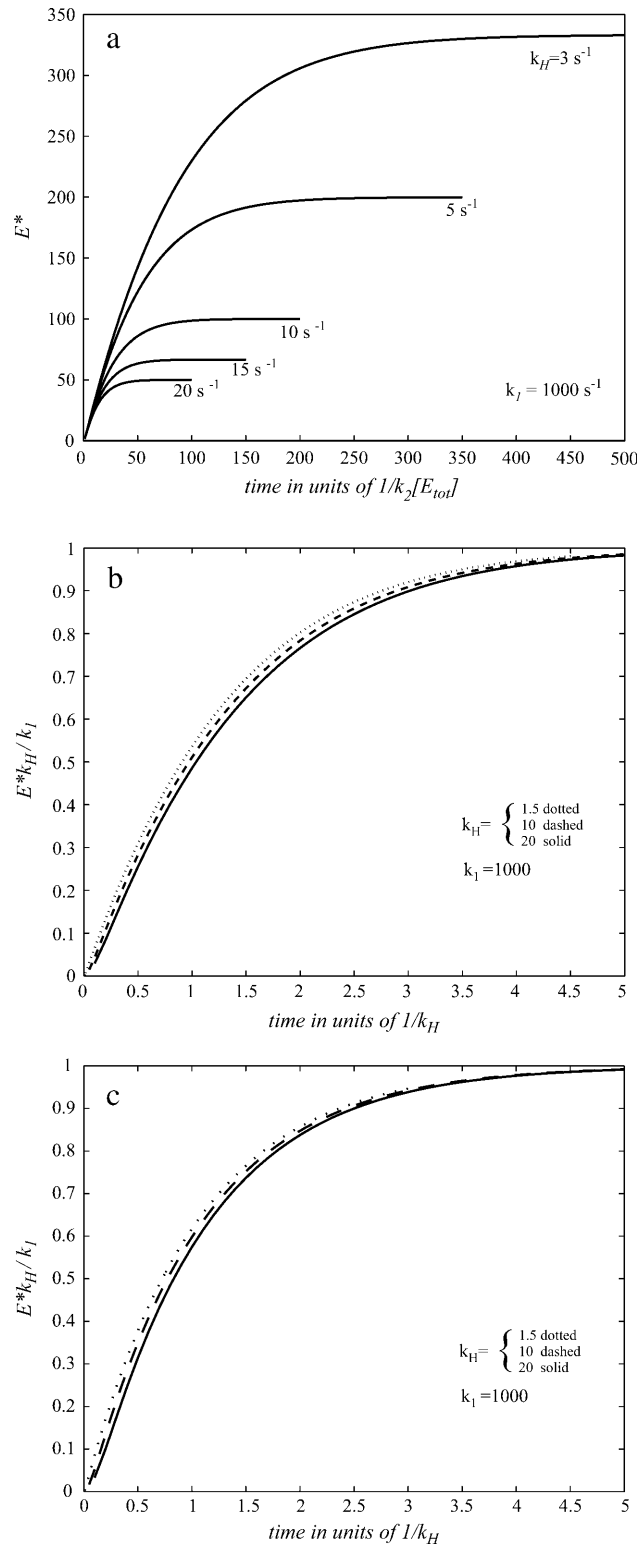 a
350
300
250
200
150
100
50
0
E*
k_H=3 s^-1
5 s^-1
10 s^-1
15 s^-1
20 s^-1
k_1 = 1000 s^-1
0 50 100 150 200 250 300 350 400 450 500
time in units of 1/k_2[E_tot]
b
1
0.9
0.8
0.7
0.6
0.5
0.4
0.3
0.2
0.1
0
E*k_H/k_1
k_H= { 1.5 dotted
10 dashed
20 solid
k_1=1000
0 0.5 1 1.5 2 2.5 3 3.5 4 4.5 5
time in units of 1/k_H
c
1
0.9
0.8
0.7
0.6
0.5
0.4
0.3
0.2
0.1
0
E*k_H/k_1
k_H= { 1.5 dotted
10 dashed
20 solid
k_1=1000
0 0.5 1 1.5 2 2.5 3 3.5 4 4.5 5
time in units of 1/k_H